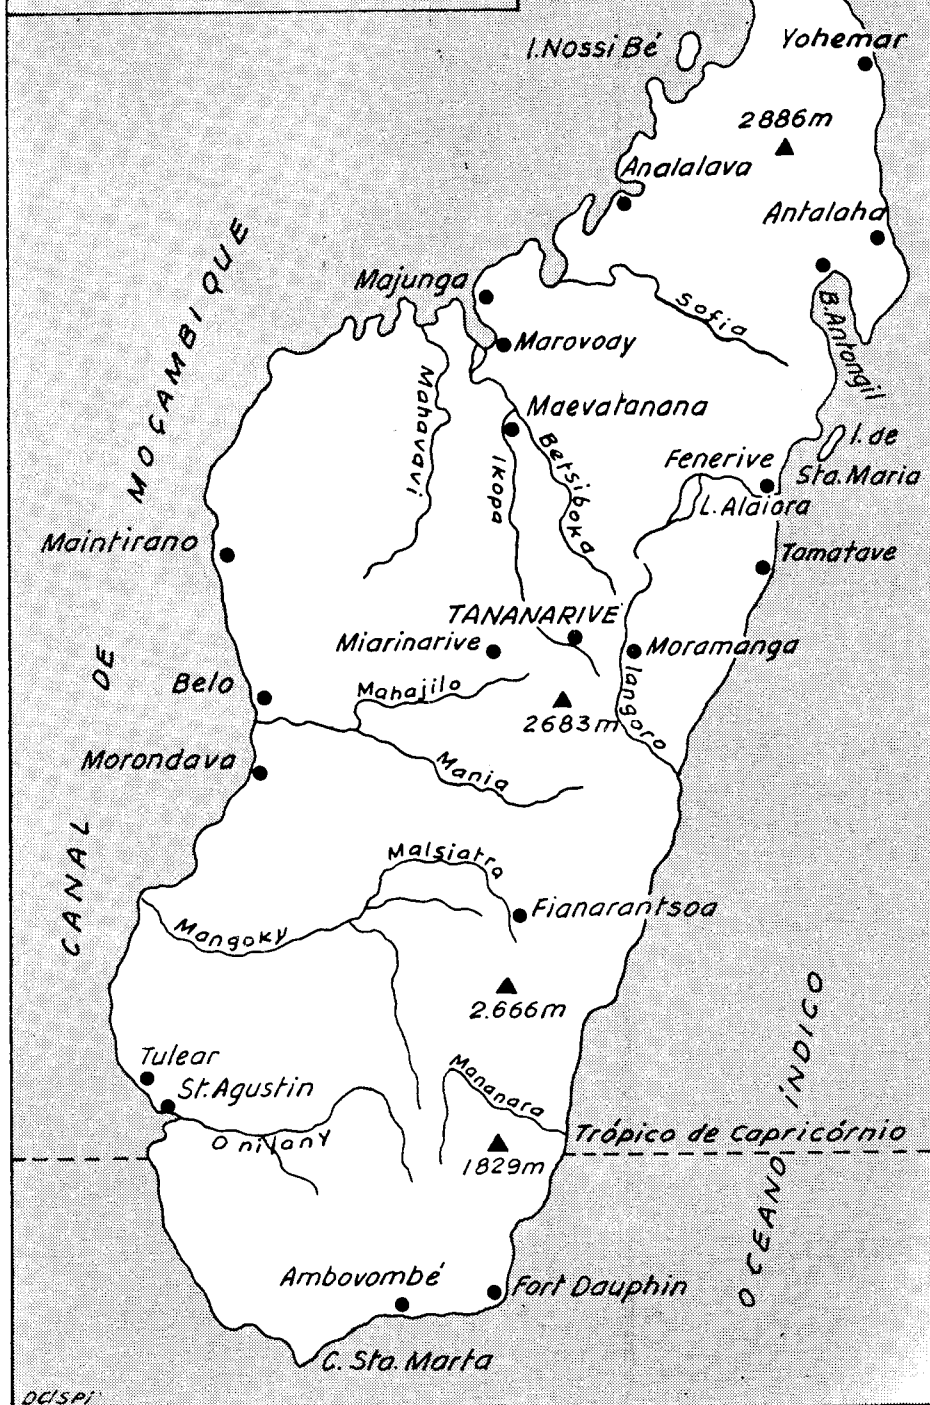 I. Nossi Bé
Yohemar
2886m
Analalava
Antalaha
Majunga
Sofia
B. Antongil
Marovoay
Mahavavi
Maevatanana
Ikopa
Betsiboka
I. de
Sta. Maria
Fenerive
L. Alaiora
CANAL DE MOÇAMBIQUE
Maintirano
Tamatave
TANANARIVE
Miarinarive
Moramanga
Belo
Mahajilo
2683m
Iangoro
Morondava
Mania
Malsiatra
Fianarantsoa
Mangoky
2.666m
OCEANO ÍNDICO
Tulear
St. Agustin
Mananara
Onilany
Trópico de Capricórnio
1829m
Ambovombé
Fort Dauphin
C. Sta. Marta
DCISPI